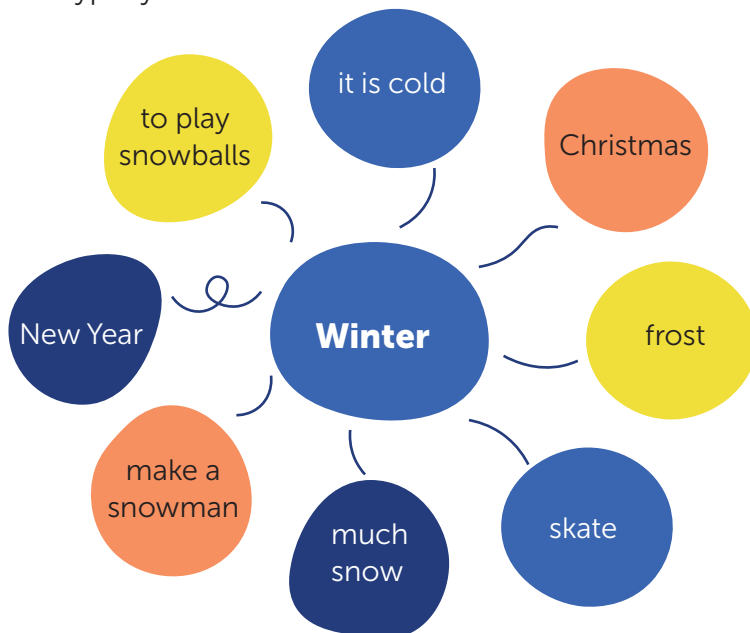 it is cold
to play
snowballs
Christmas
New Year
Winter
frost
make a
snowman
much
snow
skate